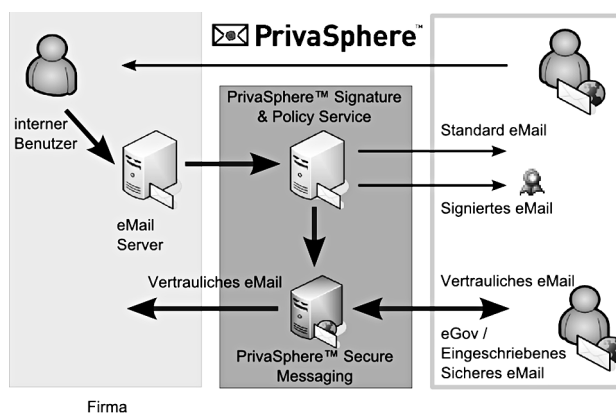 PrivaSphere™
interner
Benutzer
eMail
Server
PrivaSphere™ Signature
& Policy Service
Standard eMail
Signiertes eMail
Vertrauliches eMail
PrivaSphere™ Secure
Messaging
Vertrauliches eMail
eGov /
Eingeschriebenes
Sicheres eMail
Firma